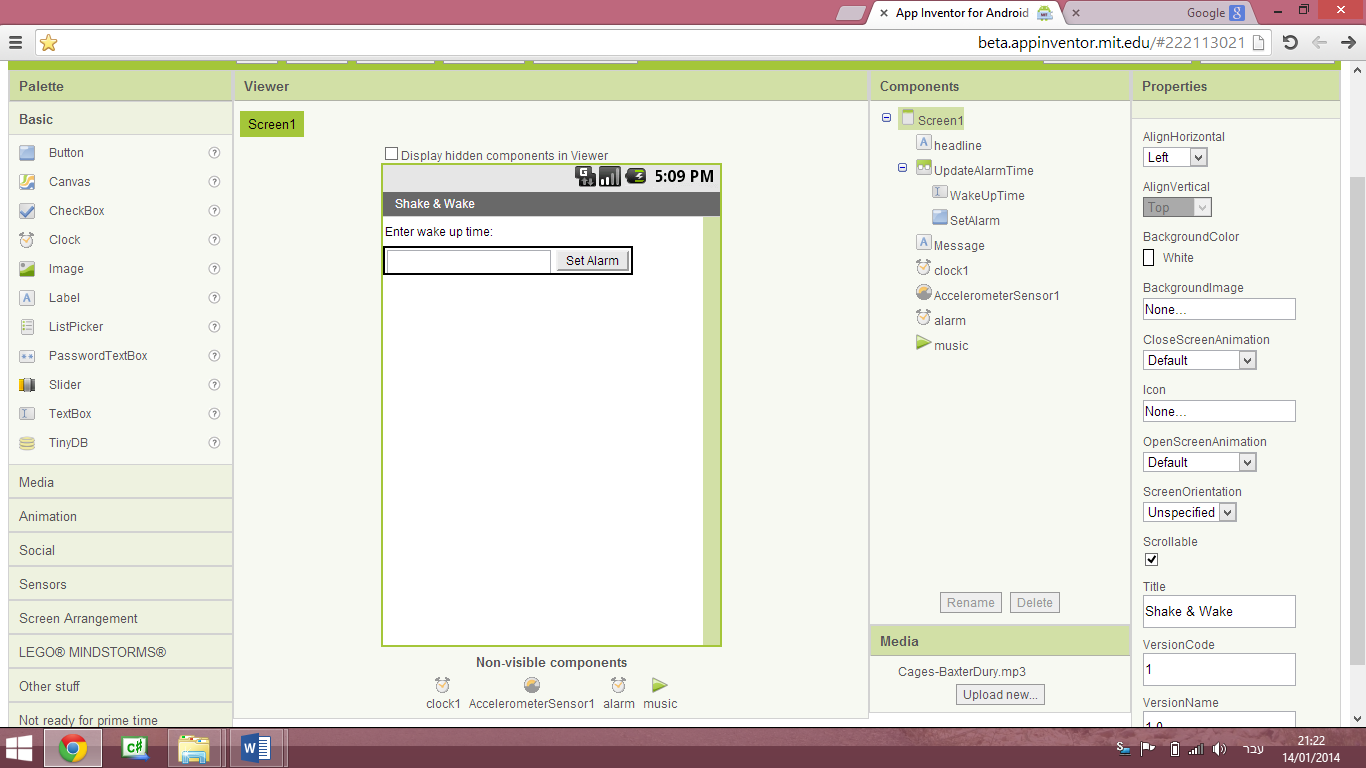 App Inventor for Android
Google
beta.appinventor.mit.edu/#222113021
Palette
Basic
Button
Canvas
CheckBox
Clock
Image
Label
ListPicker
PasswordTextBox
Slider
TextBox
TinyDB
Media
Animation
Social
Sensors
Screen Arrangement
LEGO® MINDSTORMS®
Other stuff
Not ready for prime time
Viewer
Screen1
Display hidden components in Viewer
5:09 PM
Shake & Wake
Enter wake up time:
Set Alarm
Non-visible components
clock1 AccelerometerSensor1 alarm music
Components
Screen1
headline
UpdateAlarmTime
WakeUpTime
SetAlarm
Message
clock1
AccelerometerSensor1
alarm
music
Rename Delete
Media
Cages-BaxterDury.mp3
Upload new...
Properties
AlignHorizontal
Left
AlignVertical
Top
BackgroundColor
White
BackgroundImage
None...
CloseScreenAnimation
Default
Icon
None...
OpenScreenAnimation
Default
ScreenOrientation
Unspecified
Scrollable
Title
Shake & Wake
VersionCode
1
VersionName
עבר
21:22
14/01/2014